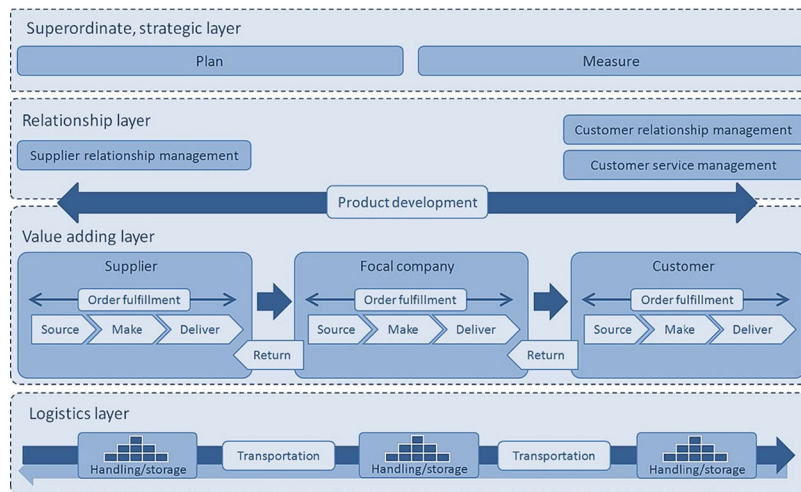 Superordinate, strategic layer
Plan
Measure
Relationship layer
Supplier relationship management
Customer relationship management
Customer service management
Product development
Value adding layer
Supplier
Order fulfillment
Source
Make
Deliver
Return
Focal company
Order fulfillment
Source
Make
Deliver
Return
Customer
Order fulfillment
Source
Make
Deliver
Logistics layer
Handling/storage
Transportation
Handling/storage
Transportation
Handling/storage